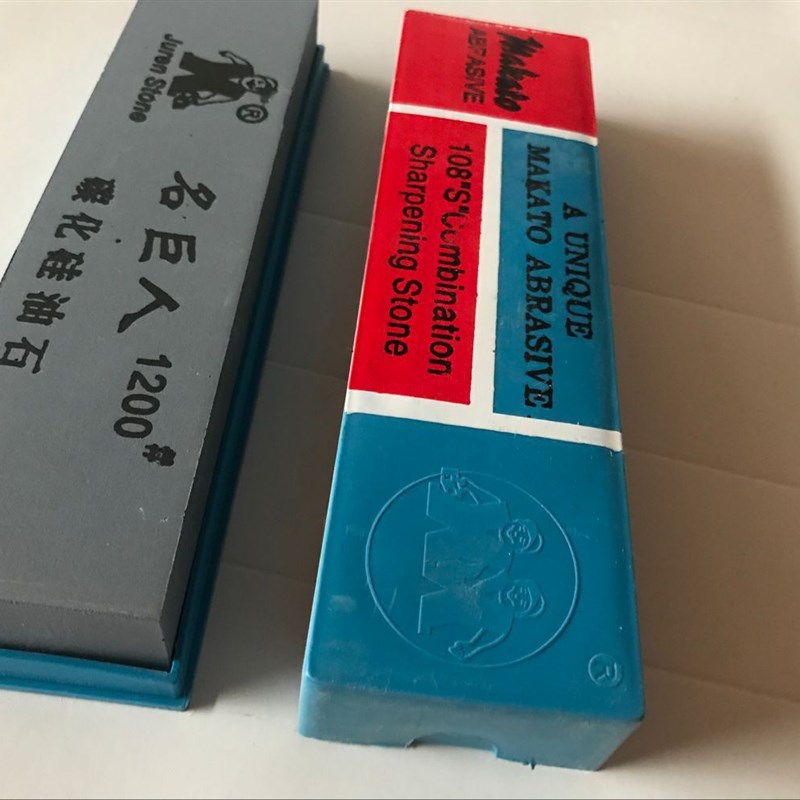 Juron Stone
®
名巨人 1200#
碳化硅油石
Makato
ABRASIVE
A UNIQUE
MAKATO ABRASIVE
108"S"Combination
Sharpening Stone
®